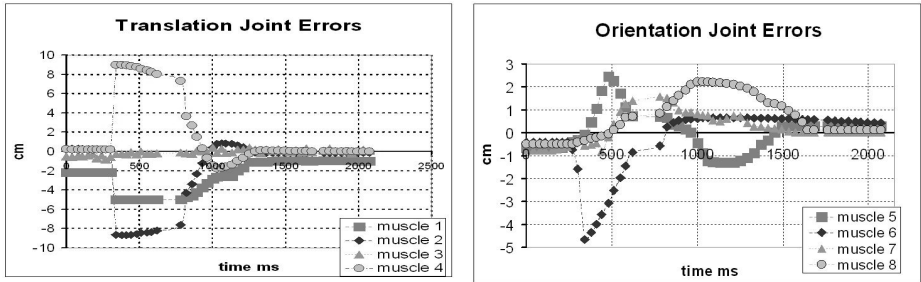 Translation Joint Errors
10
8
6
4
2
0
-2
-4
-6
-8
-10
cm
0 500 1000 1500 2000 2500
muscle 1
muscle 2
muscle 3
muscle 4
time ms
Orientation Joint Errors
3
2
1
0
-1
-2
-3
-4
-5
cm
0 500 1000 1500 2000
muscle 5
muscle 6
muscle 7
muscle 8
time ms